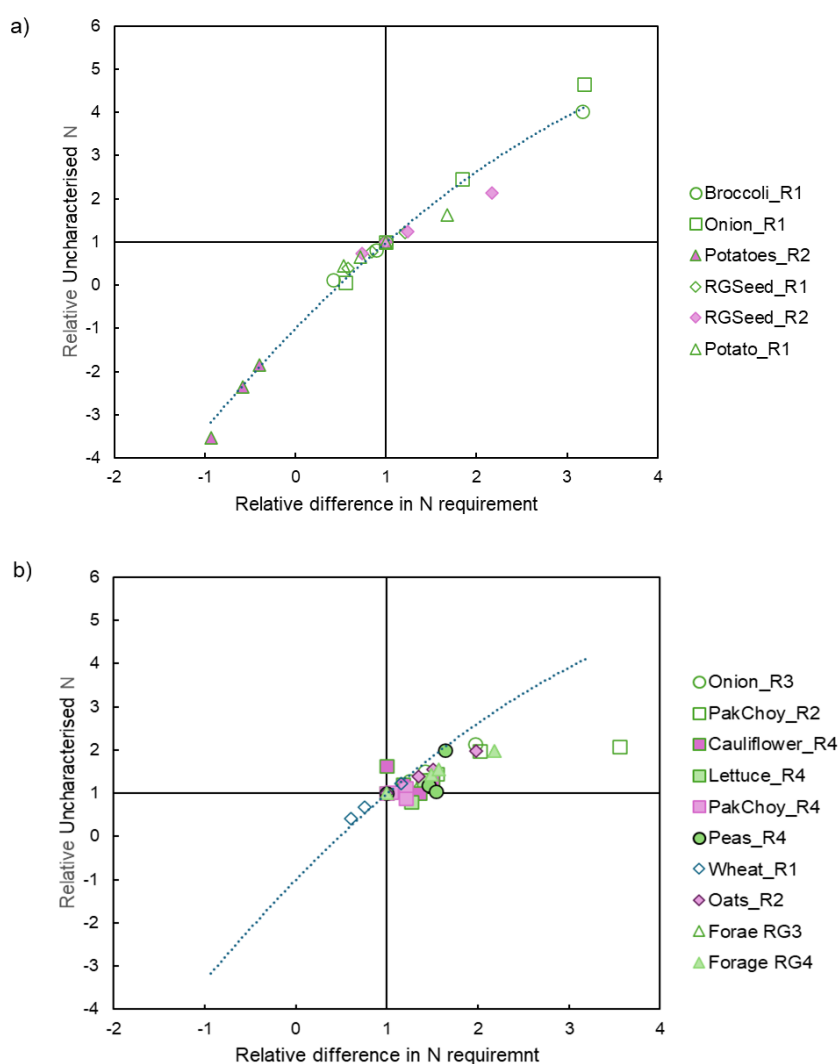 a)
6
5
4
3
2
1
0
-1
-2
-3
-4
-2
-1
0
1
2
3
4
Relative Uncharacterised N
Relative difference in N requirement
Broccoli_R1
Onion_R1
Potatoes_R2
RGSeed_R1
RGSeed_R2
Potato_R1
b)
6
5
4
3
2
1
0
-1
-2
-3
-4
-2
-1
0
1
2
3
4
Relative Uncharacterised N
Relative difference in N requiremnt
Onion_R3
PakChoy_R2
Cauliflower_R4
Lettuce_R4
PakChoy_R4
Peas_R4
Wheat_R1
Oats_R2
Forae RG3
Forage RG4